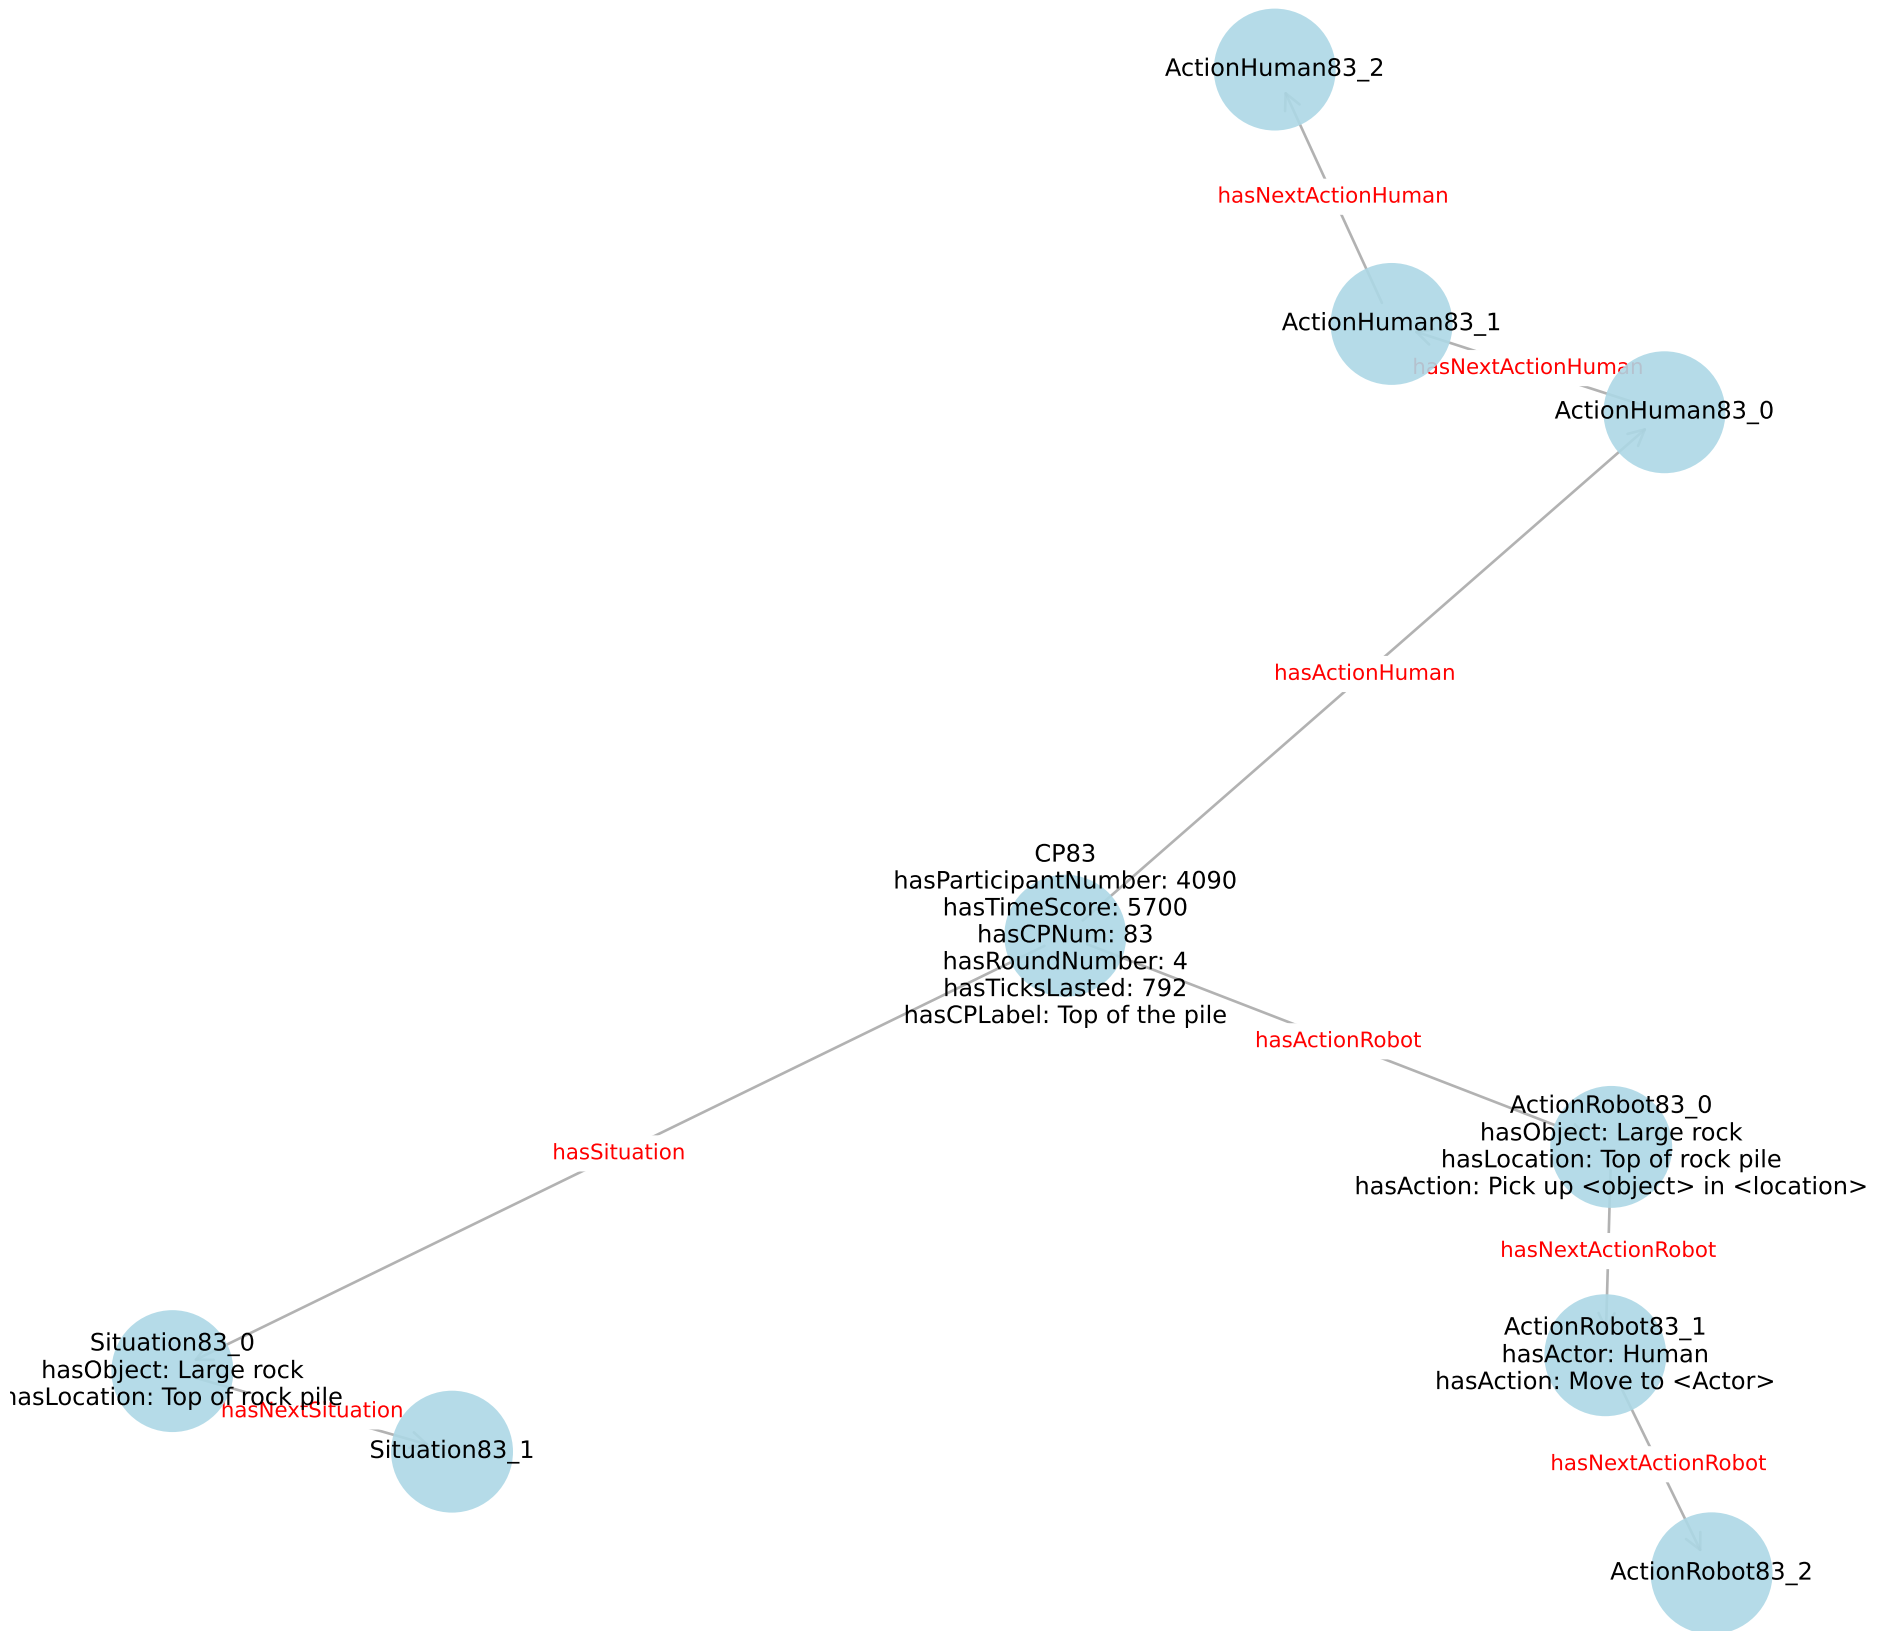 ActionHuman83_2
hasNextActionHuman
ActionHuman83_1
hasNextActionHuman
ActionHuman83_0
hasActionHuman
CP83
hasParticipantNumber: 4090
hasTimeScore: 5700
hasCPNum: 83
hasRoundNumber: 4
hasTicksLasted: 792
hasCPLabel: Top of the pile
hasActionRobot
ActionRobot83_0
hasObject: Large rock
hasLocation: Top of rock pile
hasAction: Pick up <object> in <location>
hasSituation
hasNextActionRobot
ActionRobot83_1
hasActor: Human
hasAction: Move to <Actor>
Situation83_0
hasObject: Large rock
hasLocation: Top of rock pile
hasNextSituation
Situation83_1
hasNextActionRobot
ActionRobot83_2